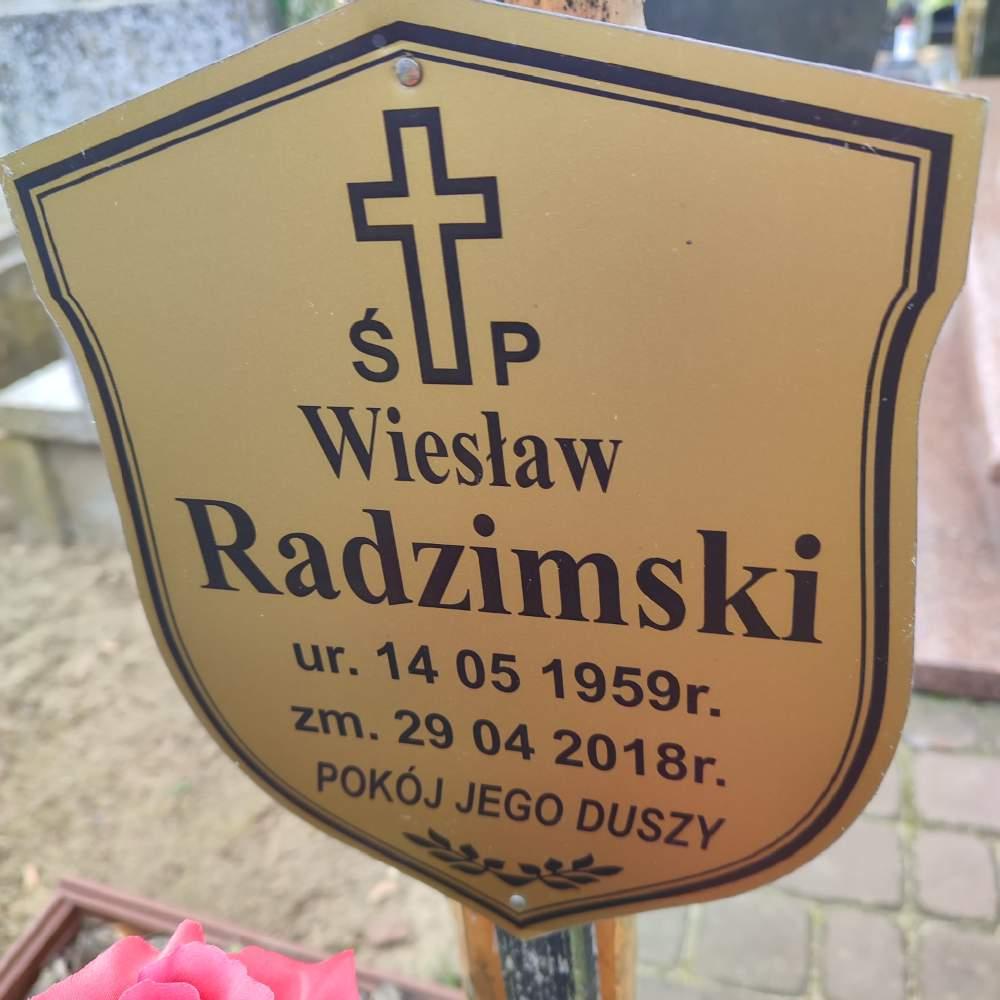 Ś P
Wiesław
Radzimski
ur. 14 05 1959r.
zm. 29 04 2018r.
POKÓJ JEGO DUSZY